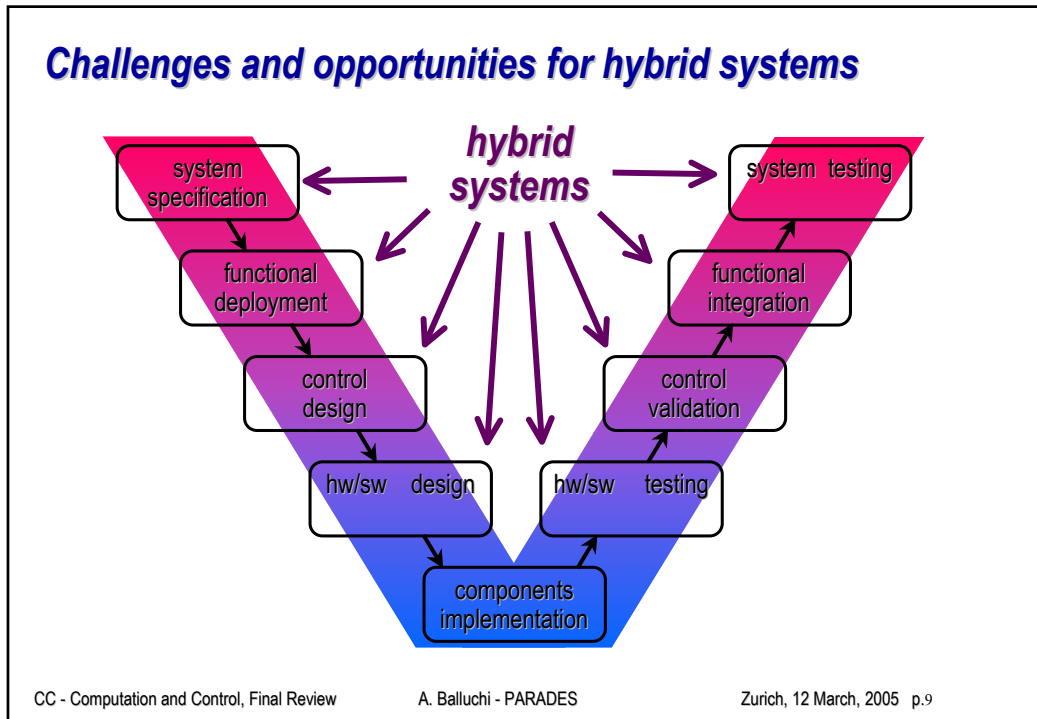 Challenges and opportunities for hybrid systems
hybrid
systems
system
specification
functional
deployment
control
design
hw/sw design
components
implementation
hw/sw testing
control
validation
functional
integration
system testing
CC - Computation and Control, Final Review A. Balluchi - PARADES Zurich, 12 March, 2005 p.9